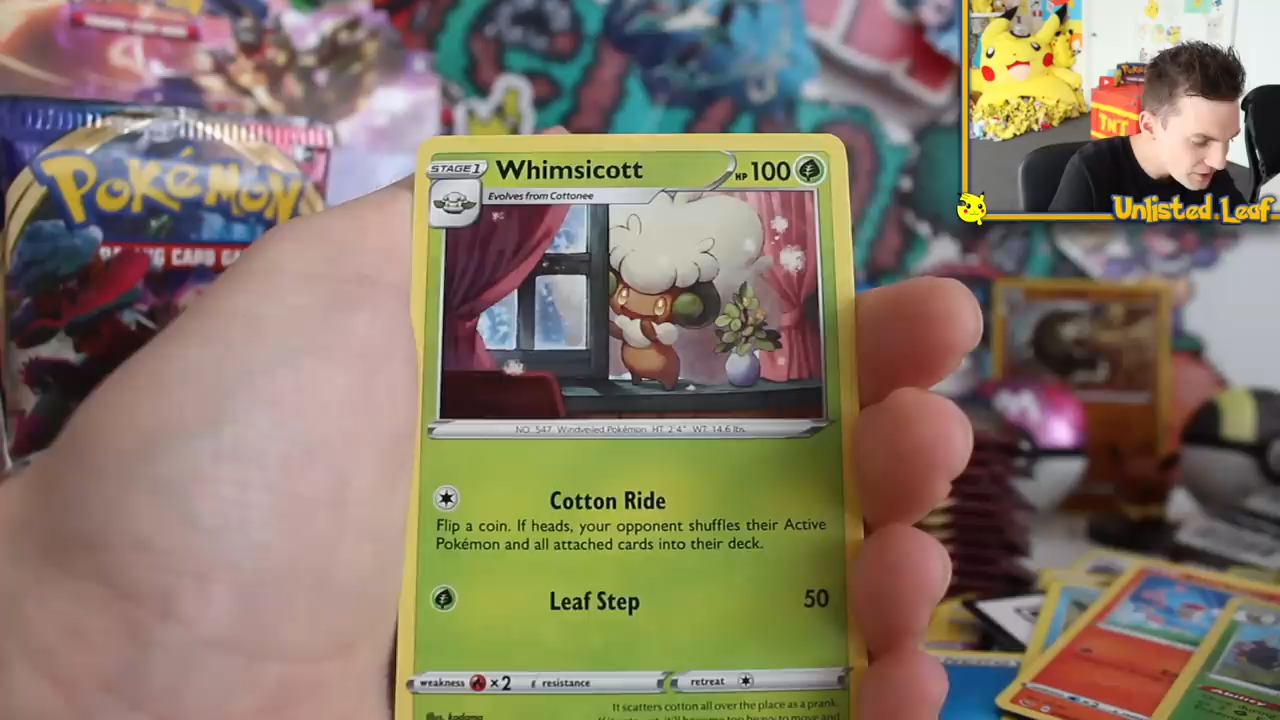 POKéMON
TNT
Unlisted.Leaf
STAGE 1
Whimsicott
HP 100
Evolves from Cottonee
NO. 547 Windveiled Pokémon HT: 2'4" WT: 14.6 lbs.
Cotton Ride
Flip a coin. If heads, your opponent shuffles their Active
Pokémon and all attached cards into their deck.
Leaf Step 50
weakness ×2 resistance retreat
illus. kodama
It scatters cotton all over the place as a prank.